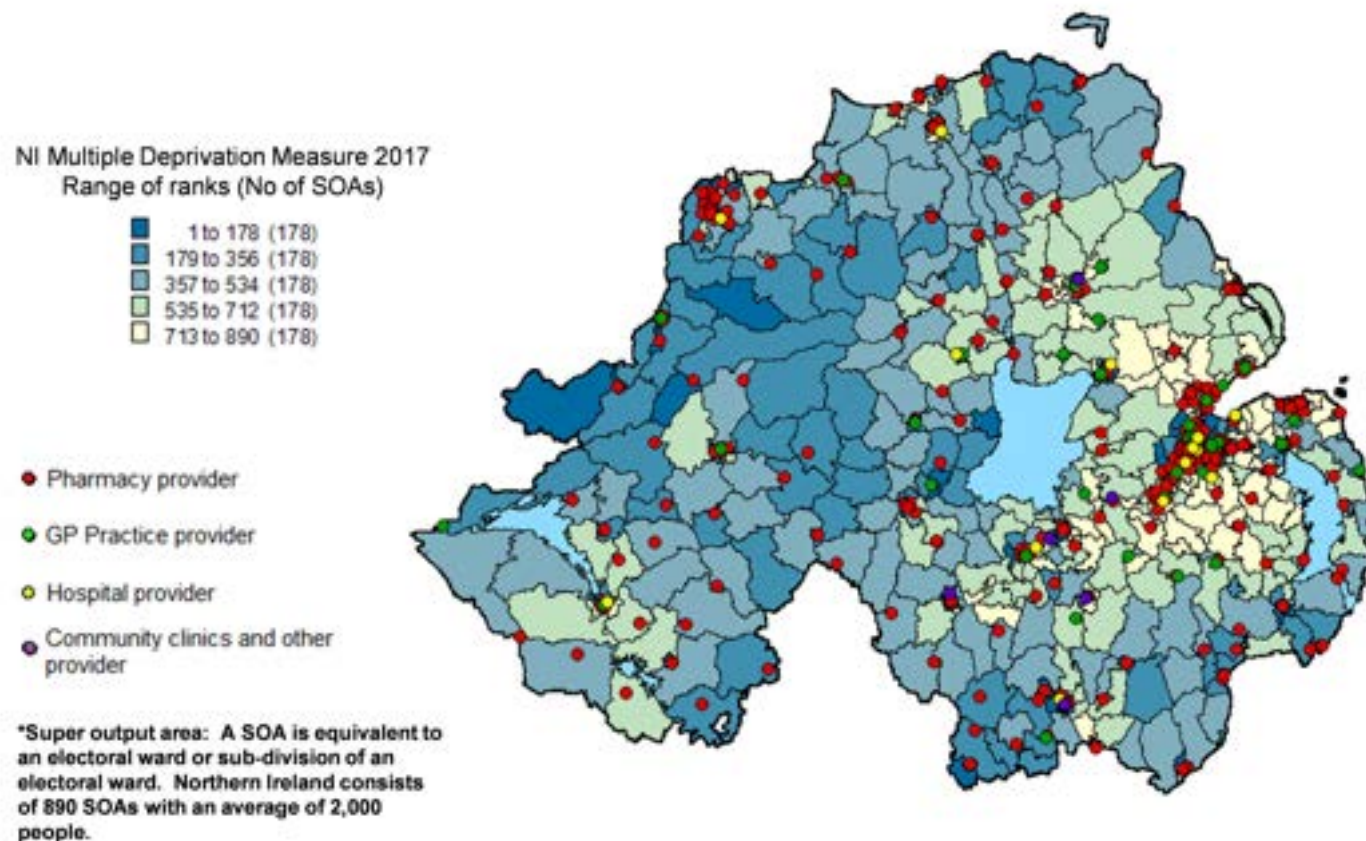 NI Multiple Deprivation Measure 2017
Range of ranks (No of SOAs)
1 to 178 (178)
179 to 356 (178)
357 to 534 (178)
535 to 712 (178)
713 to 890 (178)
Pharmacy provider
GP Practice provider
Hospital provider
Community clinics and other
provider
*Super output area: A SOA is equivalent to
an electoral ward or sub-division of an
electoral ward. Northern Ireland consists
of 890 SOAs with an average of 2,000
people.